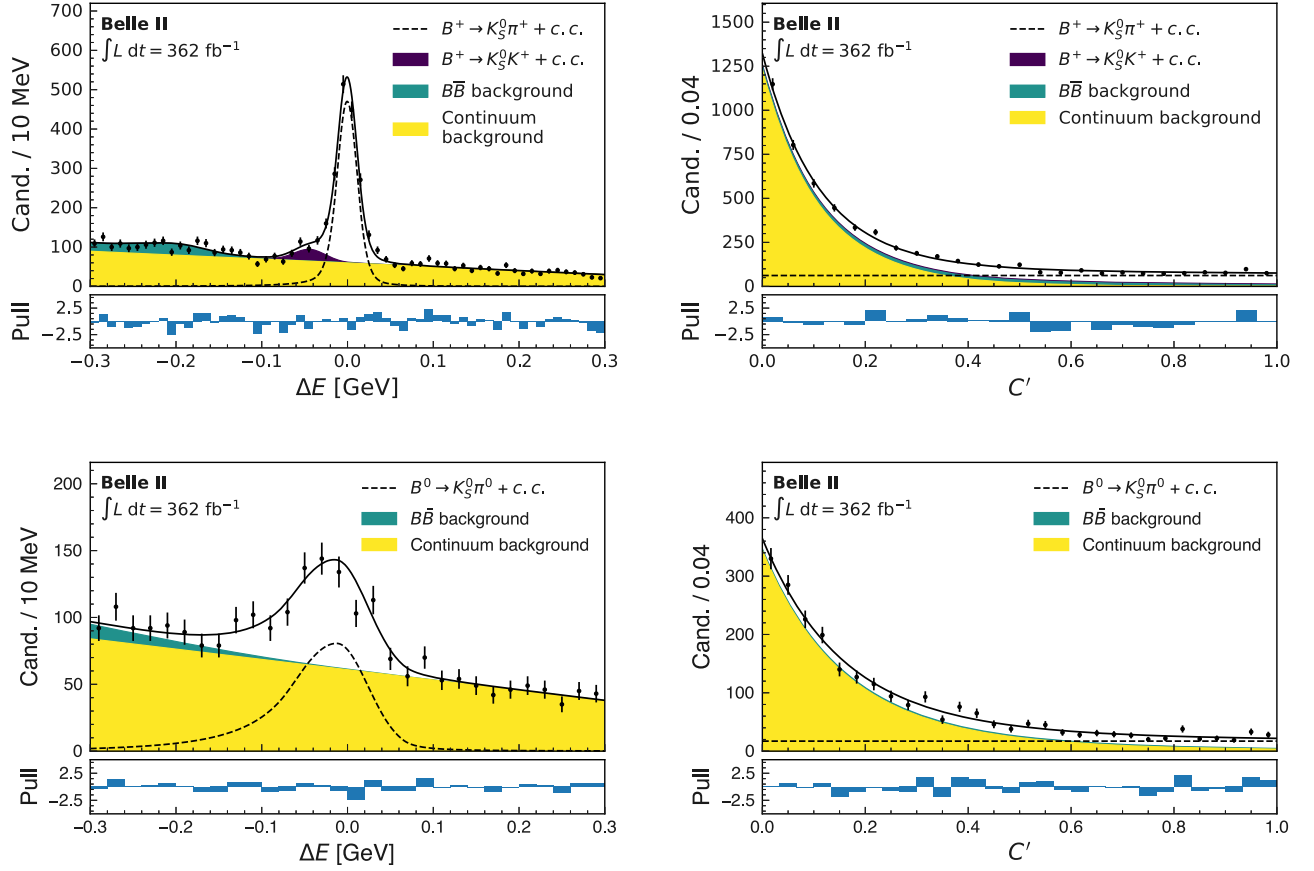 Belle II
∫L dt = 362 fb⁻¹
B⁺ → K_S⁰π⁺ + c. c.
B⁺ → K_S⁰K⁺ + c. c.
BB̅ background
Continuum
background
700
600
500
400
300
200
100
0
Cand. / 10 MeV
2.5
−2.5
Pull
−0.3 −0.2 −0.1 0.0 0.1 0.2 0.3
ΔE [GeV]
Belle II
∫L dt = 362 fb⁻¹
B⁺ → K_S⁰π⁺ + c. c.
B⁺ → K_S⁰K⁺ + c. c.
BB̅ background
Continuum background
1500
1250
1000
750
500
250
0
Cand. / 0.04
2.5
−2.5
Pull
0.0 0.2 0.4 0.6 0.8 1.0
C′
Belle II
∫L dt = 362 fb⁻¹
B⁰ → K_S⁰π⁰ + c. c.
BB̅ background
Continuum background
200
150
100
50
0
Cand. / 10 MeV
2.5
−2.5
Pull
−0.3 −0.2 −0.1 0.0 0.1 0.2 0.3
ΔE [GeV]
Belle II
∫L dt = 362 fb⁻¹
B⁰ → K_S⁰π⁰ + c. c.
BB̅ background
Continuum background
400
300
200
100
0
Cand. / 0.04
2.5
−2.5
Pull
0.0 0.2 0.4 0.6 0.8 1.0
C′